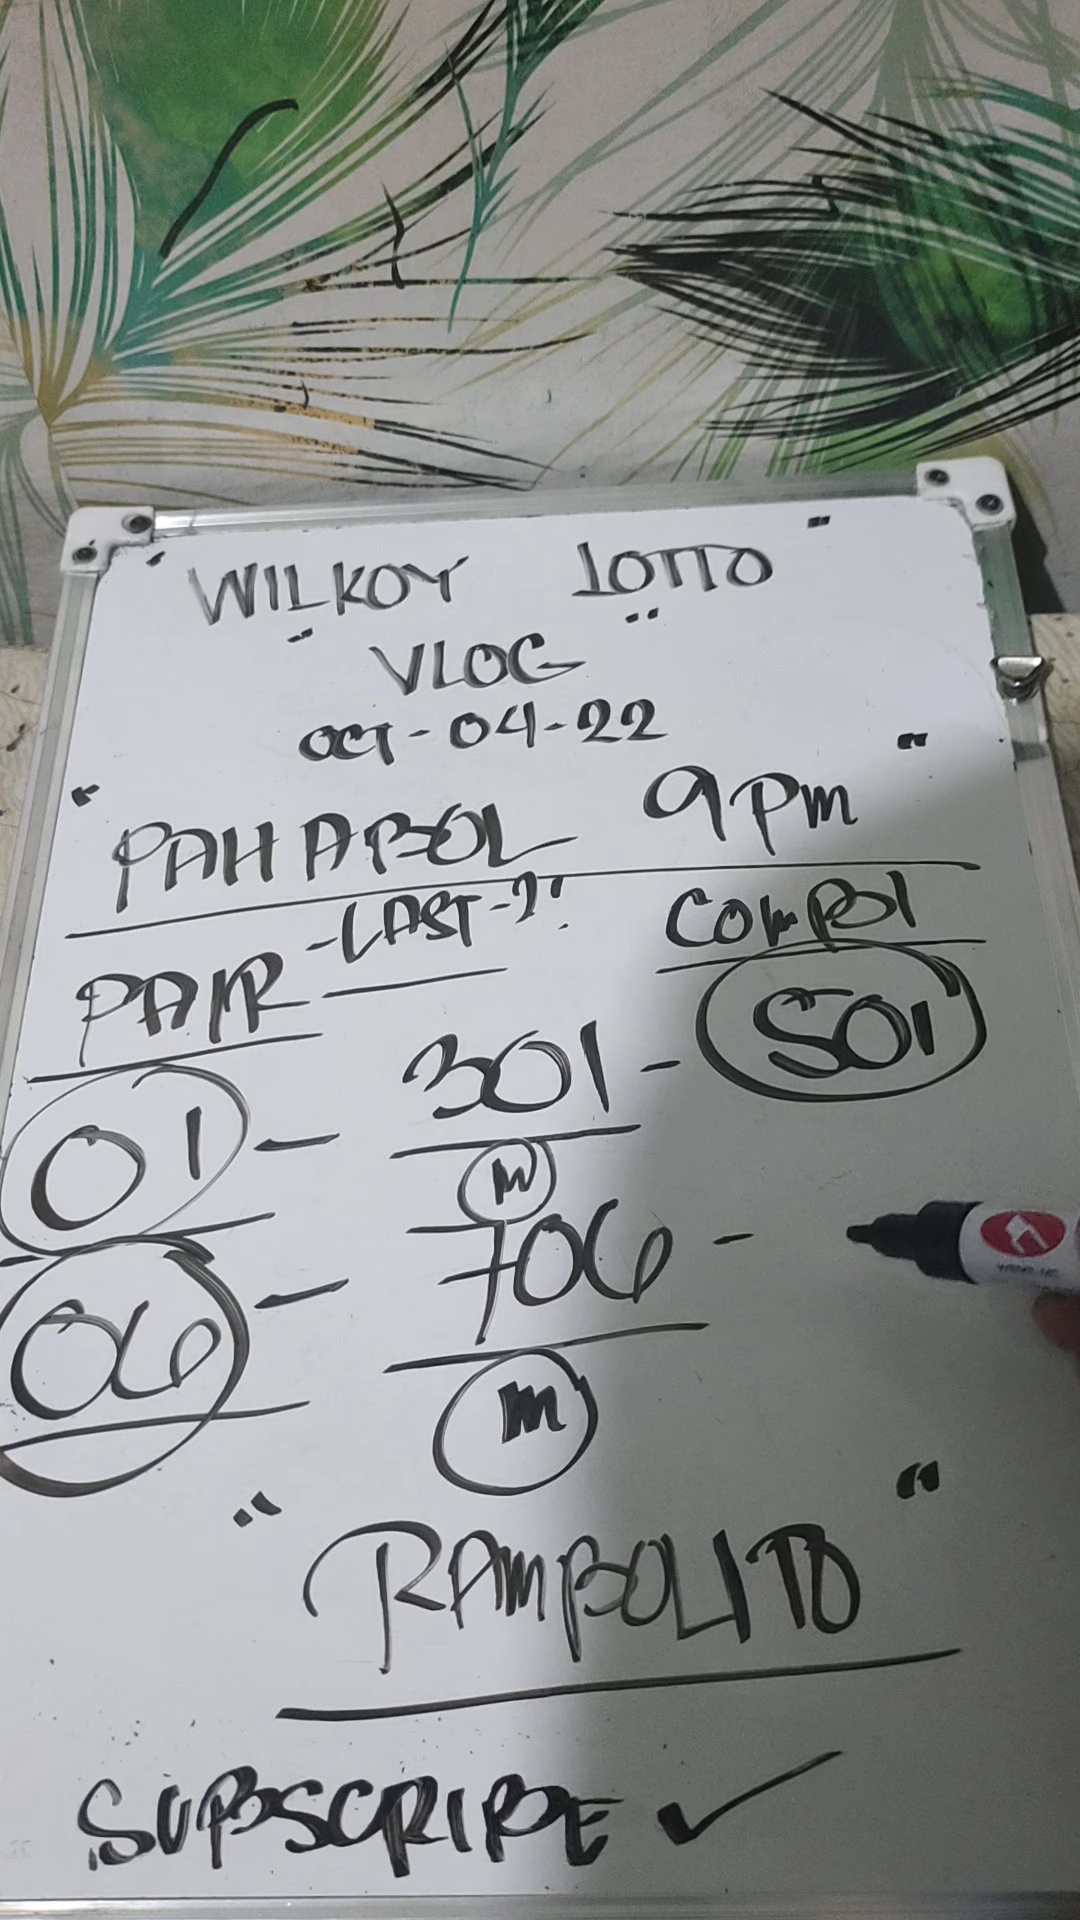 "WILKOY LOTTO"
"VLOG"
OCT-04-22
"PAHABOL 9pm"
PAIR -LAST-2! COMBI
01 - 301 - 501
M
06 - 706 -
M
"RAMBOLITO"
SUBSCRIBE ✓